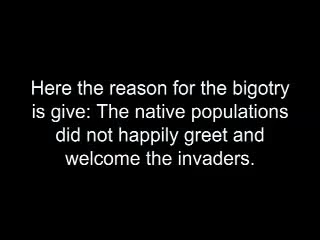 Here the reason for the bigotry
is give: The native populations
did not happily greet and
welcome the invaders.